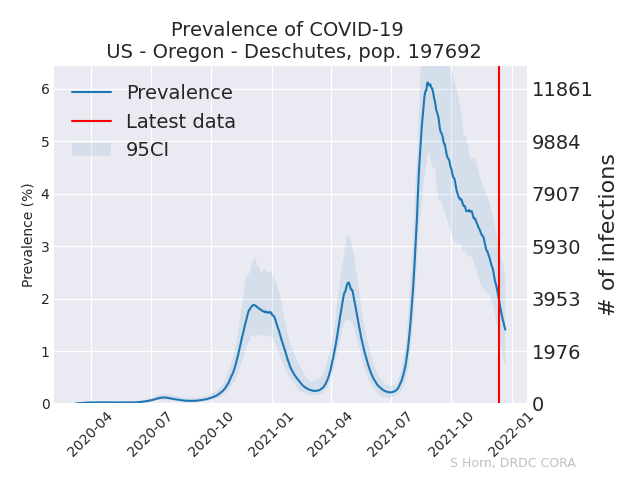 Prevalence of COVID-19
US - Oregon - Deschutes, pop. 197692
Prevalence
Latest data
95CI
Prevalence (%)
6
5
4
3
2
1
0
11861
9884
7907
5930
3953
1976
0
# of infections
2020-04
2020-07
2020-10
2021-01
2021-04
2021-07
2021-10
2022-01
S Horn, DRDC CORA